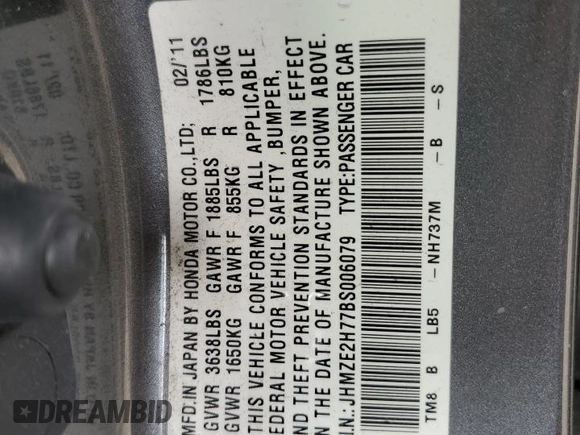 MFD.IN JAPAN BY HONDA MOTOR CO.,LTD; 02/'11
GVWR 3638LBS GAWR F 1885LBS R 1786LBS
GVWR 1650KG GAWR F 855KG R 810KG
THIS VEHICLE CONFORMS TO ALL APPLICABLE
EDERAL MOTOR VEHICLE SAFETY ,BUMPER,
ND THEFT PREVENTION STANDARDS IN EFFECT
N THE DATE OF MANUFACTURE SHOWN ABOVE.
.I.N.: JHMZE2H77BS006079 TYPE:PASSENGER CAR
TM8 B LB5 -NH737M -B -S
DREAMBID